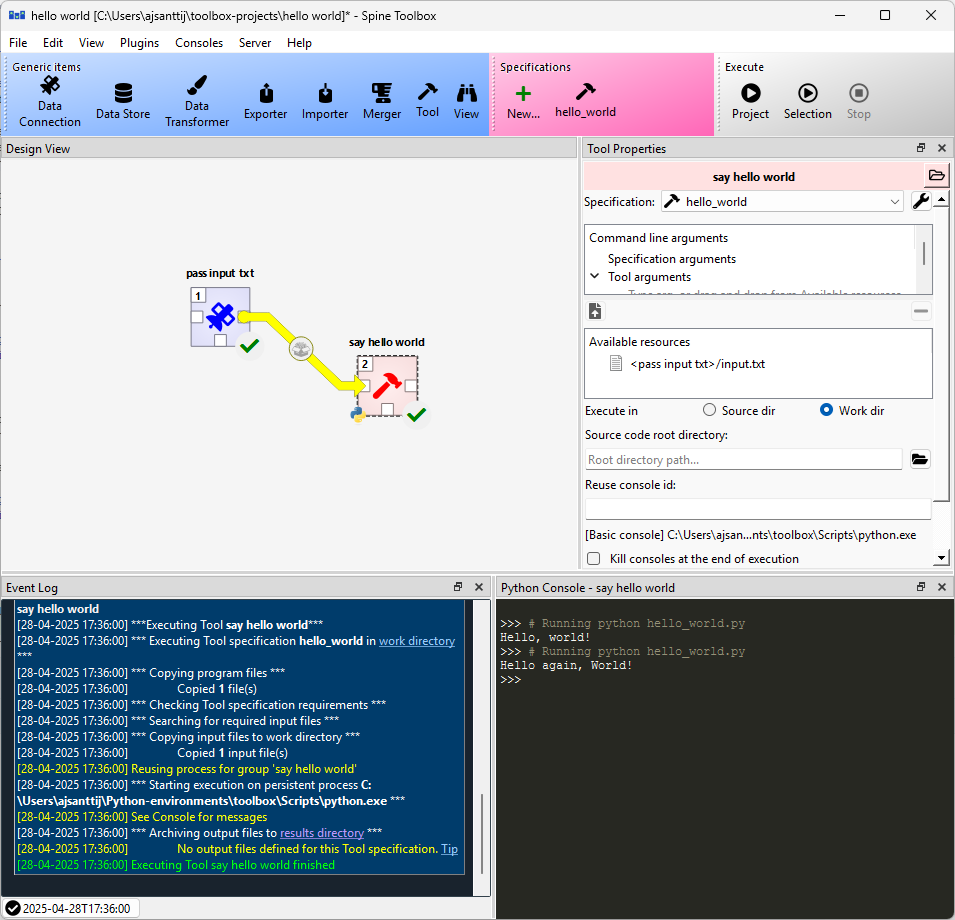 hello world [C:\Users\ajsanttij\toolbox-projects\hello world]* - Spine Toolbox
File Edit View Plugins Consoles Server Help
Generic items
Data Connection
Data Store
Data Transformer
Exporter
Importer
Merger
Tool
View
Specifications
New...
hello_world
Execute
Project
Selection
Stop
Design View
pass input txt
1
say hello world
2
Tool Properties
say hello world
Specification: hello_world
Command line arguments
Specification arguments
Tool arguments
Type arg, or drag and drop from Available resources...
Available resources
<pass input txt>/input.txt
Execute in Source dir Work dir
Source code root directory:
Root directory path...
Reuse console id:
[Basic console] C:\Users\ajsan...nts\toolbox\Scripts\python.exe
Kill consoles at the end of execution
Event Log
say hello world
[28-04-2025 17:36:00] ***Executing Tool say hello world***
[28-04-2025 17:36:00] *** Executing Tool specification hello_world in work directory
***
[28-04-2025 17:36:00] *** Copying program files ***
[28-04-2025 17:36:00] Copied 1 file(s)
[28-04-2025 17:36:00] *** Checking Tool specification requirements ***
[28-04-2025 17:36:00] *** Searching for required input files ***
[28-04-2025 17:36:00] *** Copying input files to work directory ***
[28-04-2025 17:36:00] Copied 1 input file(s)
[28-04-2025 17:36:00] Reusing process for group 'say hello world'
[28-04-2025 17:36:00] *** Starting execution on persistent process C:
\Users\ajsanttij\Python-environments\toolbox\Scripts\python.exe ***
[28-04-2025 17:36:00] See Console for messages
[28-04-2025 17:36:00] *** Archiving output files to results directory ***
[28-04-2025 17:36:00] No output files defined for this Tool specification. Tip
[28-04-2025 17:36:00] Executing Tool say hello world finished
2025-04-28T17:36:00
Python Console - say hello world
>>> # Running python hello_world.py
Hello, world!
>>> # Running python hello_world.py
Hello again, World!
>>>